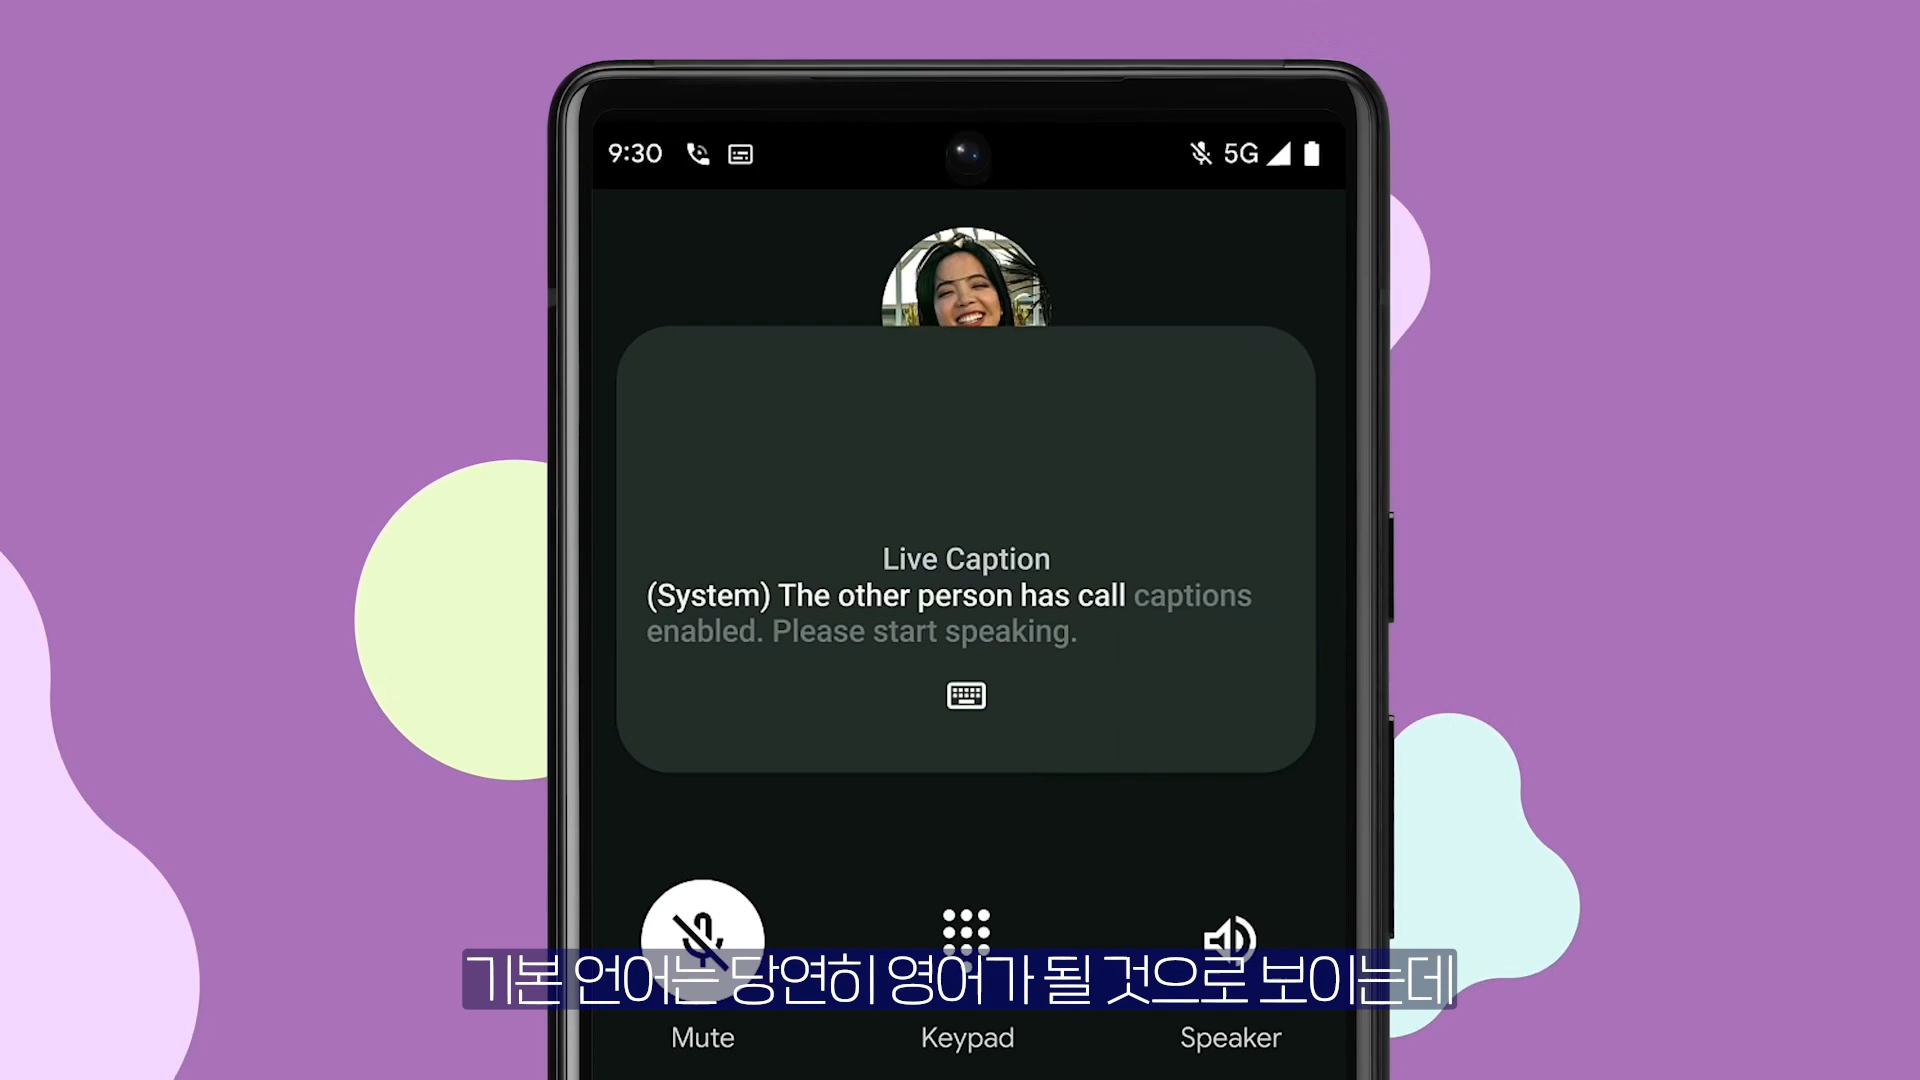 9:30
5G
Live Caption
(System) The other person has call captions
enabled. Please start speaking.
기본 언어는 당연히 영어가 될 것으로 보이는데
Mute
Keypad
Speaker